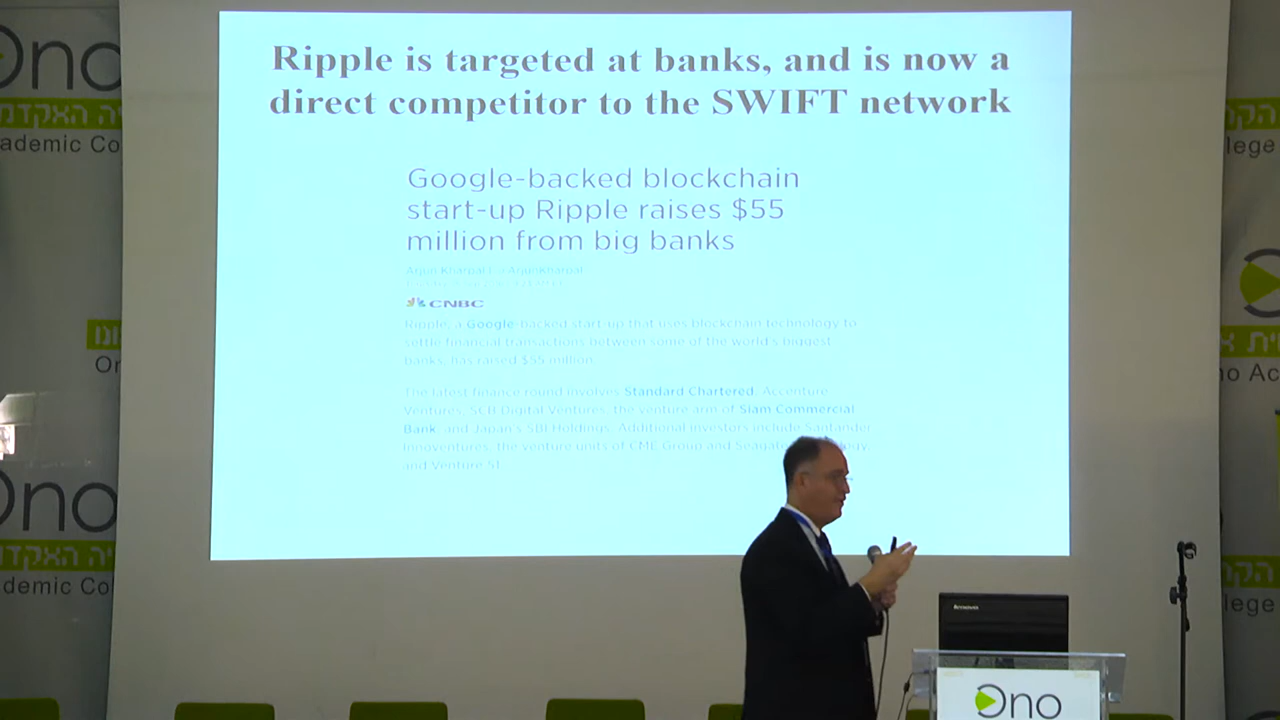 Ripple is targeted at banks, and is now a
direct competitor to the SWIFT network
Google-backed blockchain
start-up Ripple raises $55
million from big banks
Arjun Kharpal
CNBC
Ripple, a Google-backed start-up that uses blockchain technology to
settle financial transactions between some of the world's biggest
banks, has raised $55 million.
The latest finance round involves Standard Chartered, Accenture
Ventures, SCB Digital Ventures, the venture arm of Siam Commercial
Bank, and Japan's SBI Holdings. Additional investors include Santander
Innoventures, the venture units of CME Group and
and Venture 51.
Ono
ademic Co
Ono
demic Co
lege
lege
Lenovo
Ono